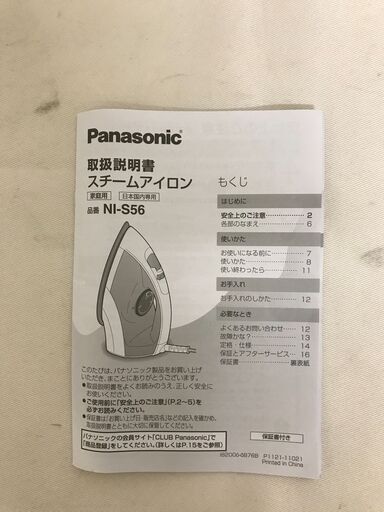 Panasonic
取扱説明書
スチームアイロン
家庭用 日本国内専用
品番 NI-S56
もくじ
はじめに
安全上のご注意 ………… 2
各部のなまえ ………… 6
使いかた
お使いになる前に ……… 7
使いかた ………… 8
使い終わったら ……… 11
お手入れ
お手入れのしかた …… 12
必要なとき
よくあるお問い合わせ … 12
故障かな? ………… 13
定格・仕様 ………… 14
保証とアフターサービス… 16
保証書 ………… 裏表紙
このたびは、パナソニック製品をお買い上げ
いただき、まことにありがとうございます。
●取扱説明書をよくお読みのうえ、正しく安全に
お使いください。
●ご使用前に「安全上のご注意」(P.2~5)を
必ずお読みください。
●保証書は「お買い上げ日・販売店名」などの記入を確かめ、
取扱説明書とともに大切に保管してください。
パナソニックの会員サイト「CLUB Panasonic」で
「商品登録」をしてください。(詳しくはP.15をご参照)
保証書付き
P1121-11021
Printed in China